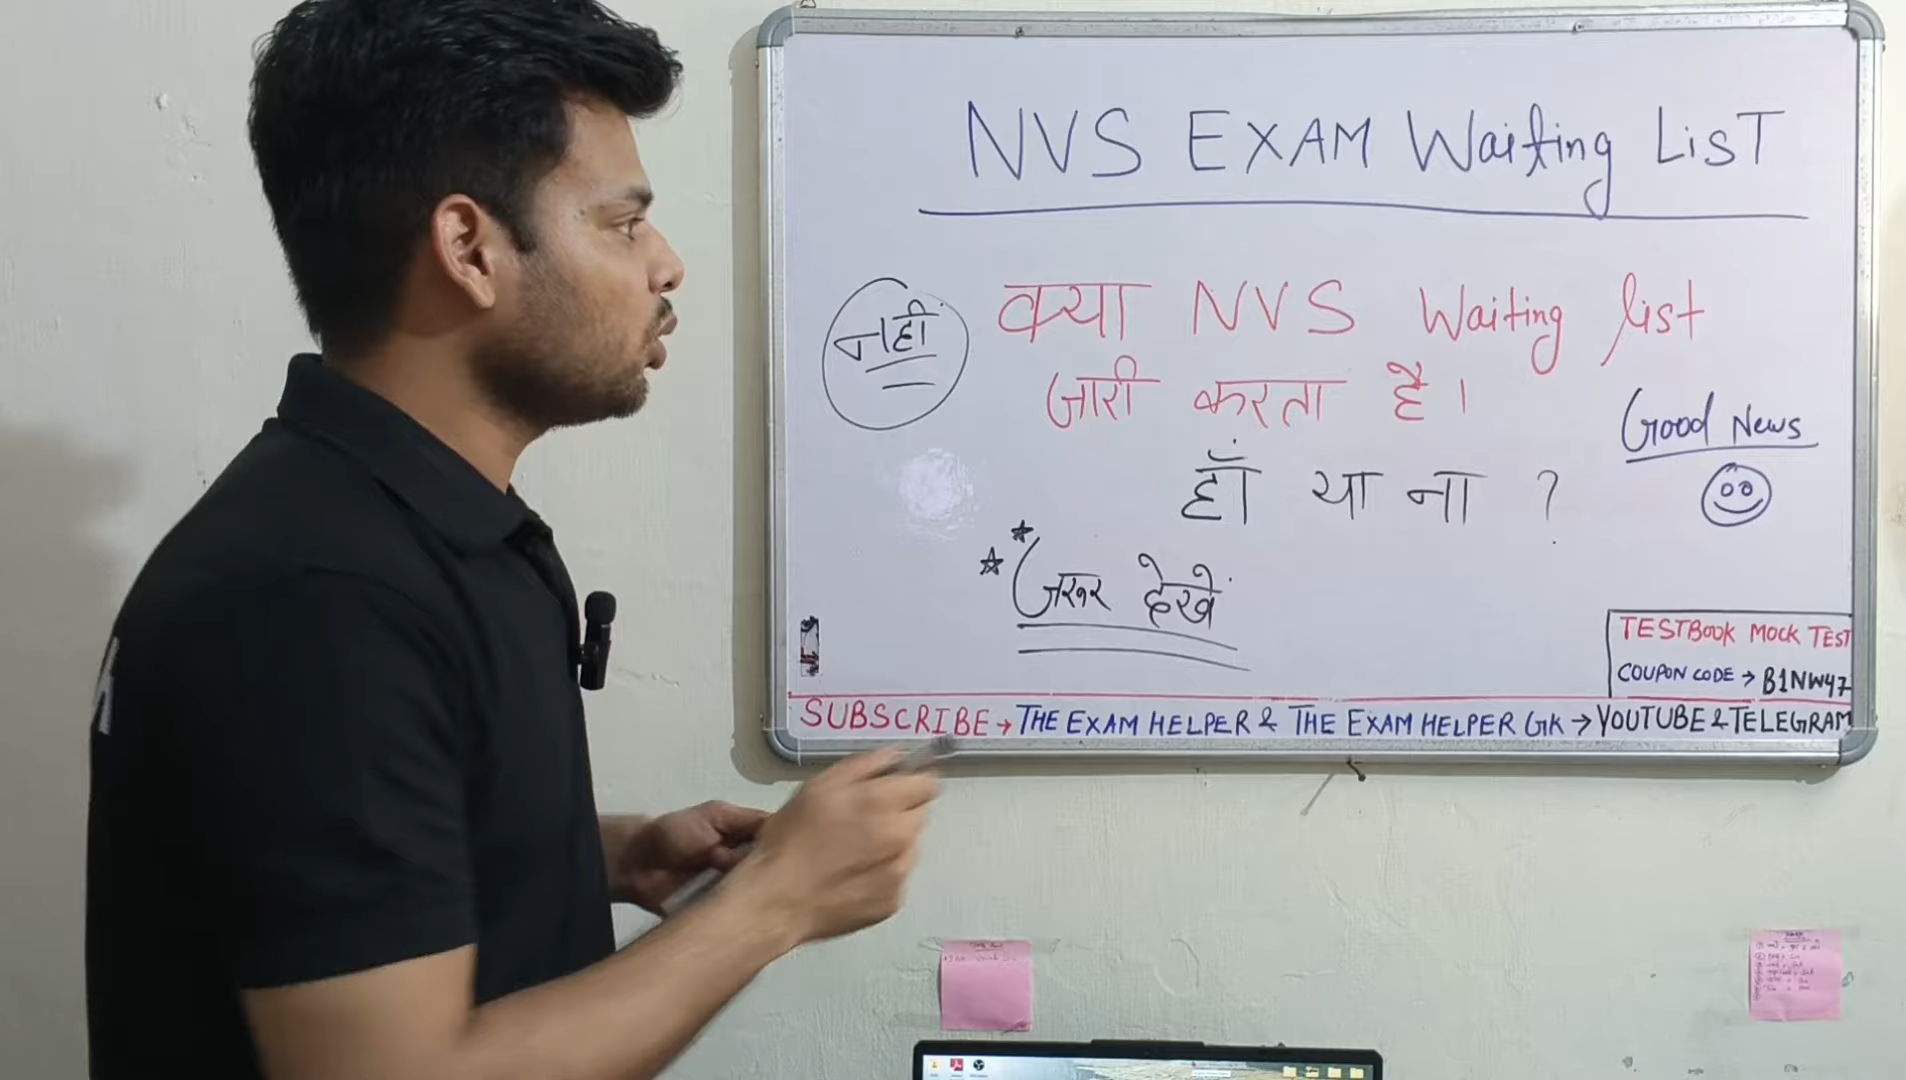 NVS EXAM Waiting LisT
नहीं
क्या NVS Waiting list
जारी करता है।
Good News
हाँ या ना ?
जरूर देखें
TESTBOOK MOCK TEST
COUPON CODE → B1NW47
SUBSCRIBE → THE EXAM HELPER & THE EXAM HELPER GK → YOUTUBE & TELEGRAM